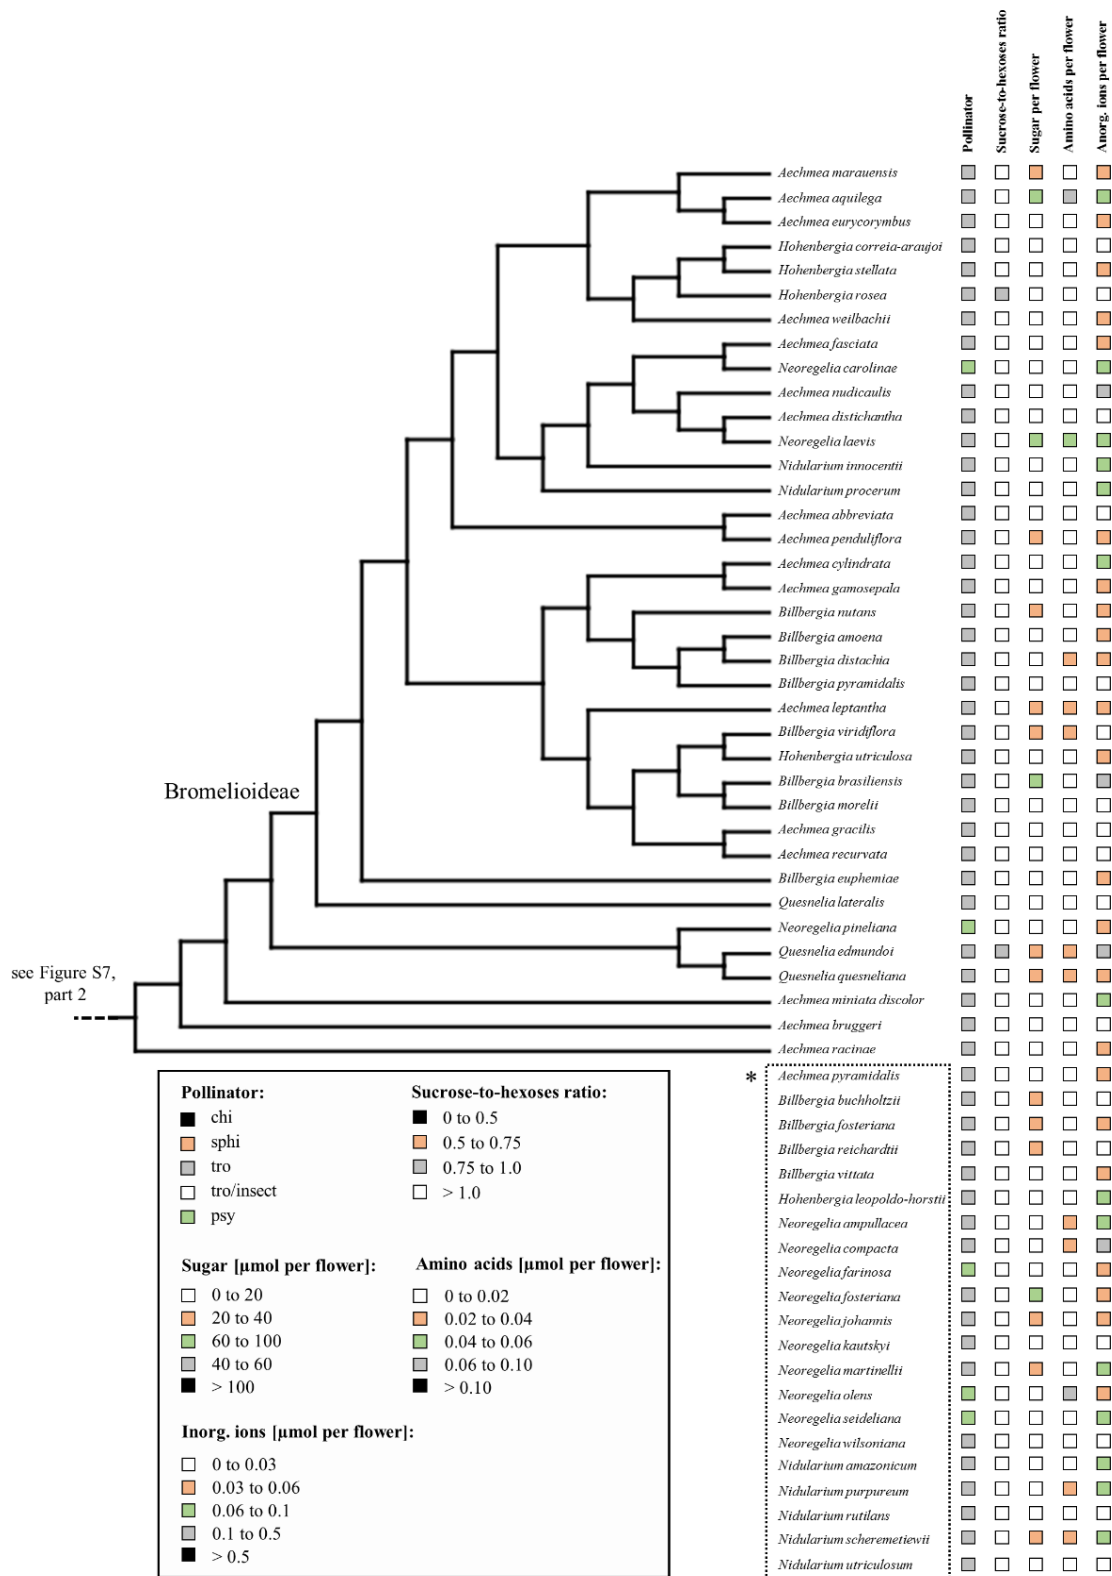 Pollinator
Sucrose-to-hexoses ratio
Sugar per flower
Amino acids per flower
Anorg. ions per flower
Aechmea marauensis
Aechmea aquilega
Aechmea eurycorymbus
Hohenbergia correia-araujoi
Hohenbergia stellata
Hohenbergia rosea
Aechmea weilbachii
Aechmea fasciata
Neoregelia carolinae
Aechmea nudicaulis
Aechmea distichantha
Neoregelia laevis
Nidularium innocentii
Nidularium procerum
Aechmea abbreviata
Aechmea penduliflora
Aechmea cylindrata
Aechmea gamosepala
Billbergia nutans
Billbergia amoena
Billbergia distachia
Billbergia pyramidalis
Aechmea leptantha
Billbergia viridiflora
Hohenbergia utriculosa
Billbergia brasiliensis
Billbergia morelii
Aechmea gracilis
Aechmea recurvata
Billbergia euphemiae
Quesnelia lateralis
Neoregelia pineliana
Quesnelia edmundoi
Quesnelia quesneliana
Aechmea miniata discolor
Aechmea bruggeri
Aechmea racinae
Bromelioideae
see Figure S7,
part 2
*
Aechmea pyramidalis
Billbergia buchholtzii
Billbergia fosteriana
Billbergia reichardtii
Billbergia vittata
Hohenbergia leopoldo-horstii
Neoregelia ampullacea
Neoregelia compacta
Neoregelia farinosa
Neoregelia fosteriana
Neoregelia johannis
Neoregelia kautskyi
Neoregelia martinellii
Neoregelia olens
Neoregelia seideliana
Neoregelia wilsoniana
Nidularium amazonicum
Nidularium purpureum
Nidularium rutilans
Nidularium scheremetiewii
Nidularium utriculosum
Pollinator:
chi
sphi
tro
tro/insect
psy
Sucrose-to-hexoses ratio:
0 to 0.5
0.5 to 0.75
0.75 to 1.0
> 1.0
Sugar [µmol per flower]:
0 to 20
20 to 40
60 to 100
40 to 60
> 100
Amino acids [µmol per flower]:
0 to 0.02
0.02 to 0.04
0.04 to 0.06
0.06 to 0.10
> 0.10
Inorg. ions [µmol per flower]:
0 to 0.03
0.03 to 0.06
0.06 to 0.1
0.1 to 0.5
> 0.5